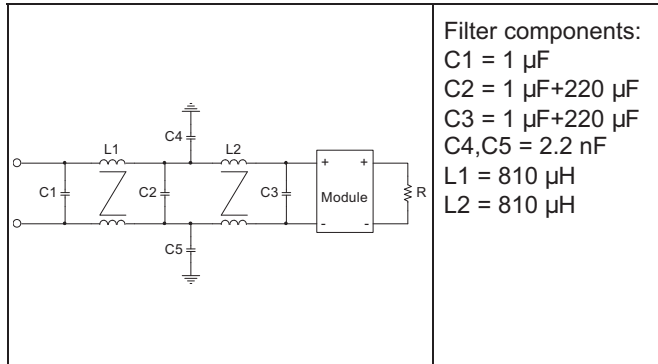 L1
L2
C4
C1
C2
C3
C5
+ +
Module
- -
R
Filter components:
C1 = 1 µF
C2 = 1 µF+220 µF
C3 = 1 µF+220 µF
C4,C5 = 2.2 nF
L1 = 810 µH
L2 = 810 µH